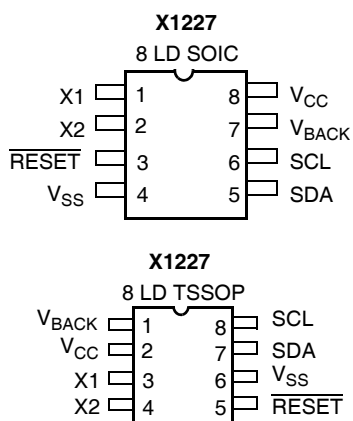 X1227
8 LD SOIC
X1 1 8 VCC
X2 2 7 VBACK
RESET 3 6 SCL
VSS 4 5 SDA
X1227
8 LD TSSOP
VBACK 1 8 SCL
VCC 2 7 SDA
X1 3 6 VSS
X2 4 5 RESET